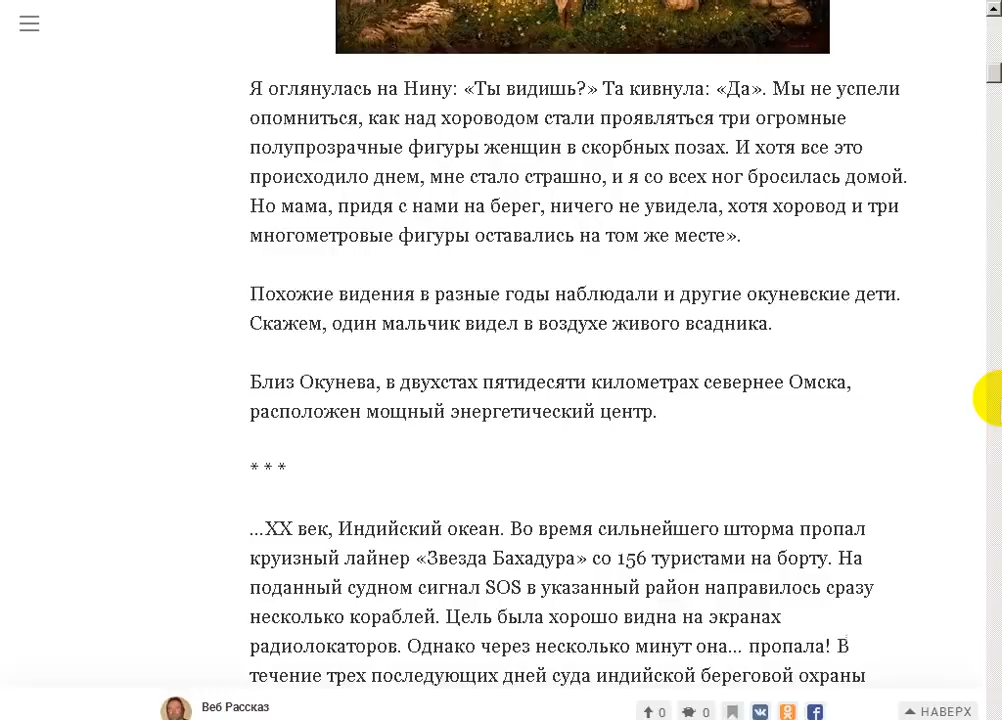 Я оглянулась на Нину: «Ты видишь?» Та кивнула: «Да». Мы не успели
опомниться, как над хороводом стали проявляться три огромные
полупрозрачные фигуры женщин в скорбных позах. И хотя все это
происходило днем, мне стало страшно, и я со всех ног бросилась домой.
Но мама, придя с нами на берег, ничего не увидела, хотя хоровод и три
многометровые фигуры оставались на том же месте».
Похожие видения в разные годы наблюдали и другие окуневские дети.
Скажем, один мальчик видел в воздухе живого всадника.
Близ Окунева, в двухстах пятидесяти километрах севернее Омска,
расположен мощный энергетический центр.
* * *
...XX век, Индийский океан. Во время сильнейшего шторма пропал
круизный лайнер «Звезда Бахадура» со 156 туристами на борту. На
поданный судном сигнал SOS в указанный район направилось сразу
несколько кораблей. Цель была хорошо видна на экранах
радиолокаторов. Однако через несколько минут она... пропала! В
течение трех последующих дней суда индийской береговой охраны
Веб Рассказ
0
0
НАВЕРХ